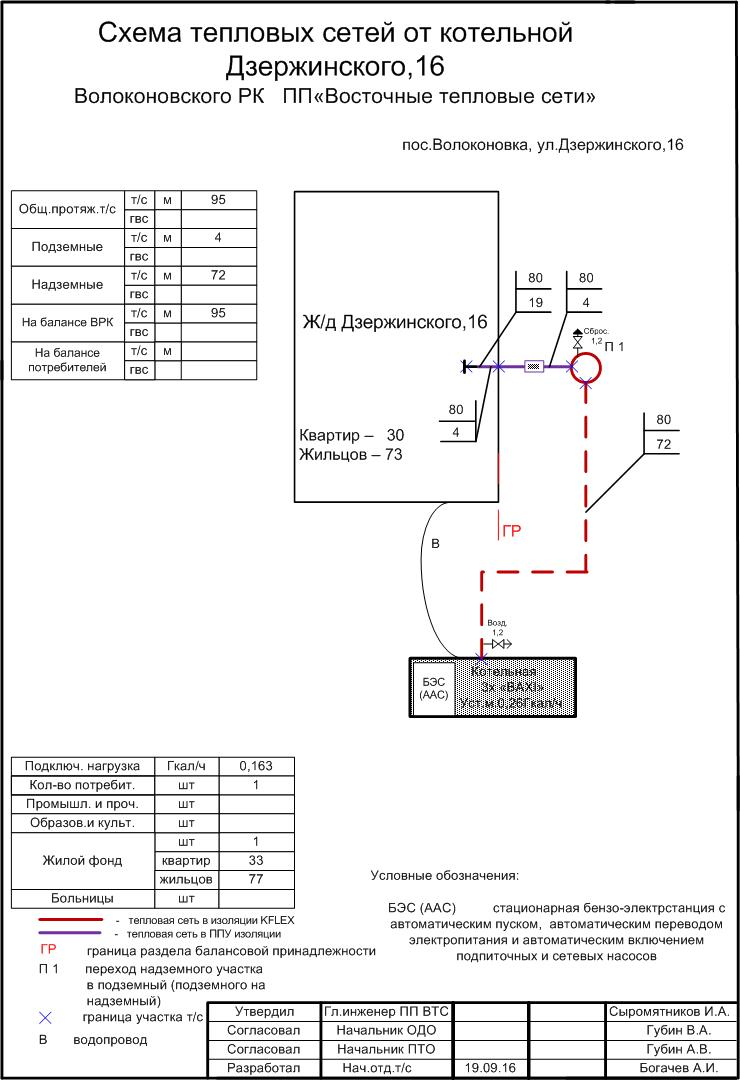 Схема тепловых сетей от котельной
Дзержинского,16
Волоконовского РК ПП«Восточные тепловые сети»
пос.Волоконовка, ул.Дзержинского,16
Общ.протяж.т/с т/с м 95
гвс
Подземные т/с м 4
гвс
Надземные т/с м 72
гвс
На балансе ВРК т/с м 95
гвс
На балансе потребителей т/с м
гвс
80
19
80
4
Ж/д Дзержинского,16
Сброс.
1,2
П 1
80
4
80
72
Квартир – 30
Жильцов – 73
ГР
В
Возд.
1,2
БЭС
(ААС)
Котельная
3х «BAXI»
Уст.м 0,26Гкал/ч
Подключ. нагрузка Гкал/ч 0,163
Кол-во потребит. шт 1
Промышл. и проч. шт
Образов.и культ. шт
Жилой фонд шт 1
квартир 33
жильцов 77
Больницы шт
Условные обозначения:
БЭС (ААС) стационарная бензо-электрстанция с
автоматическим пуском, автоматическим переводом
электропитания и автоматическим включением
подпиточных и сетевых насосов
- тепловая сеть в изоляции KFLEX
- тепловая сеть в ППУ изоляции
ГР граница раздела балансовой принадлежности
П 1 переход надземного участка
в подземный (подземного на
надземный)
граница участка т/с
В водопровод
Утвердил Гл.инженер ПП ВТС Сыромятников И.А.
Согласовал Начальник ОДО Губин В.А.
Согласовал Начальник ПТО Губин А.В.
Разработал Нач.отд.т/с 19.09.16 Богачев А.И.